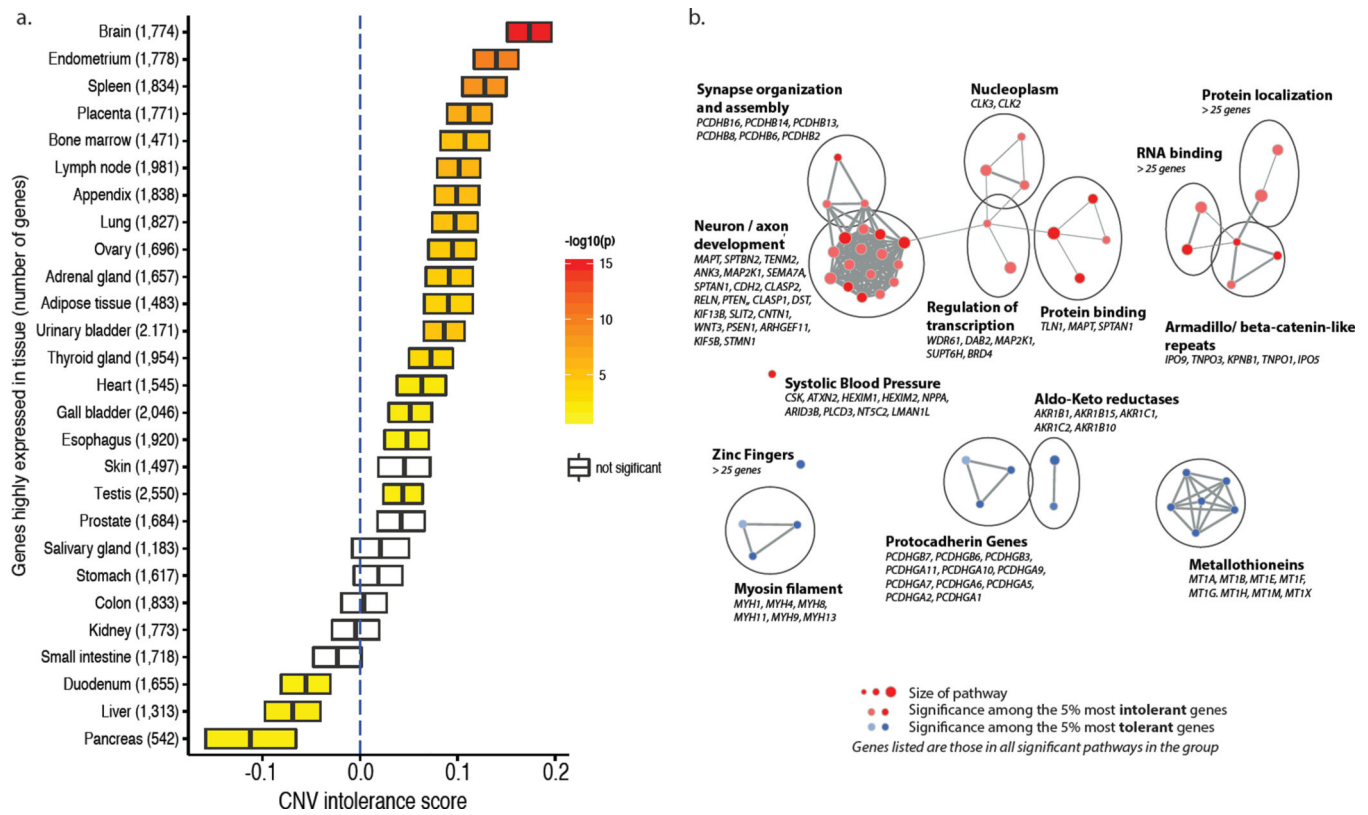 a.
Genes highly expressed in tissue (number of genes)
Brain (1,774)
Endometrium (1,778)
Spleen (1,834)
Placenta (1,771)
Bone marrow (1,471)
Lymph node (1,981)
Appendix (1,838)
Lung (1,827)
Ovary (1,696)
Adrenal gland (1,657)
Adipose tissue (1,483)
Urinary bladder (2.171)
Thyroid gland (1,954)
Heart (1,545)
Gall bladder (2,046)
Esophagus (1,920)
Skin (1,497)
Testis (2,550)
Prostate (1,684)
Salivary gland (1,183)
Stomach (1,617)
Colon (1,833)
Kidney (1,773)
Small intestine (1,718)
Duodenum (1,655)
Liver (1,313)
Pancreas (542)
-0.1
0.0
0.1
0.2
CNV intolerance score
-log10(p)
15
10
5
not sigificant
b.
Synapse organization
and assembly
PCDHB16, PCDHB14, PCDHB13,
PCDHB8, PCDHB6, PCDHB2
Nucleoplasm
CLK3, CLK2
Protein localization
> 25 genes
RNA binding
> 25 genes
Neuron / axon
development
MAPT, SPTBN2, TENM2,
ANK3, MAP2K1, SEMA7A,
SPTAN1, CDH2, CLASP2,
RELN, PTEN,, CLASP1, DST,
KIF13B, SLIT2, CNTN1,
WNT3, PSEN1, ARHGEF11,
KIF5B, STMN1
Regulation of
transcription
WDR61, DAB2, MAP2K1,
SUPT6H, BRD4
Protein binding
TLN1, MAPT, SPTAN1
Armadillo/ beta-catenin-like
repeats
IPO9, TNPO3, KPNB1, TNPO1, IPO5
Systolic Blood Pressure
CSK, ATXN2, HEXIM1, HEXIM2, NPPA,
ARID3B, PLCD3, NT5C2, LMAN1L
Aldo-Keto reductases
AKR1B1, AKR1B15, AKR1C1,
AKR1C2, AKR1B10
Zinc Fingers
> 25 genes
Myosin filament
MYH1, MYH4, MYH8,
MYH11, MYH9, MYH13
Protocadherin Genes
PCDHGB7, PCDHGB6, PCDHGB3,
PCDHGA11, PCDHGA10, PCDHGA9,
PCDHGA7, PCDHGA6, PCDHGA5,
PCDHGA2, PCDHGA1
Metallothioneins
MT1A, MT1B, MT1E, MT1F,
MT1G. MT1H, MT1M, MT1X
Size of pathway
Significance among the 5% most intolerant genes
Significance among the 5% most tolerant genes
Genes listed are those in all significant pathways in the group